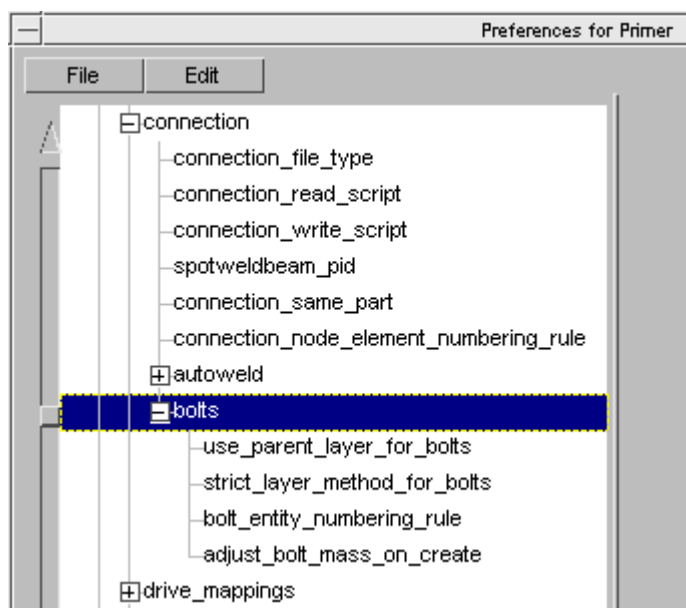 Preferences for Primer
File Edit
connection
connection_file_type
connection_read_script
connection_write_script
spotweldbeam_pid
connection_same_part
connection_node_element_numbering_rule
autoweld
bolts
use_parent_layer_for_bolts
strict_layer_method_for_bolts
bolt_entity_numbering_rule
adjust_bolt_mass_on_create
drive_mappings